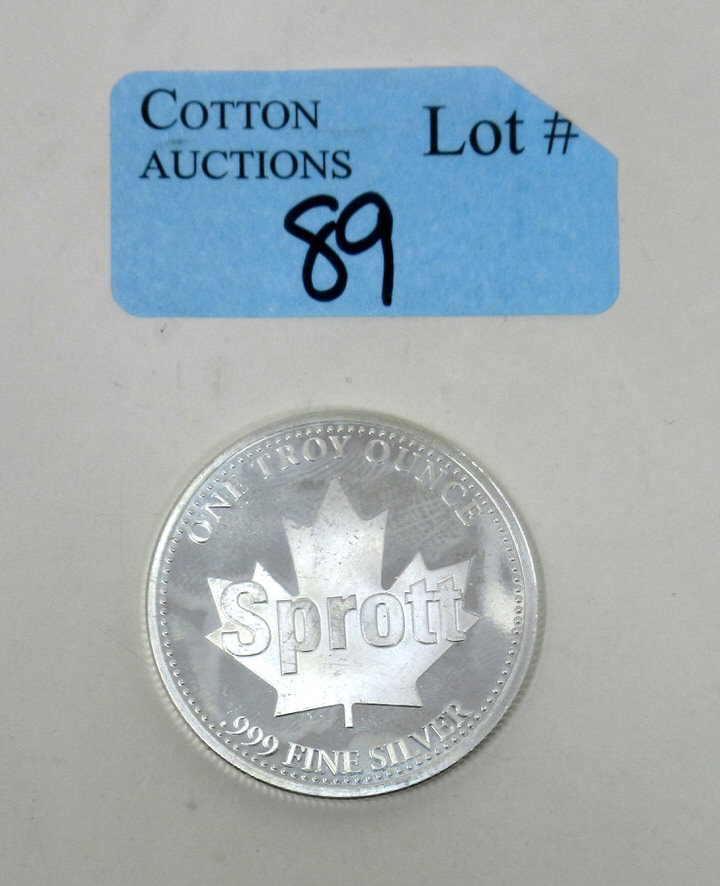 COTTON
AUCTIONS
Lot #
89
ONE TROY OUNCE
Sprott
.999 FINE SILVER